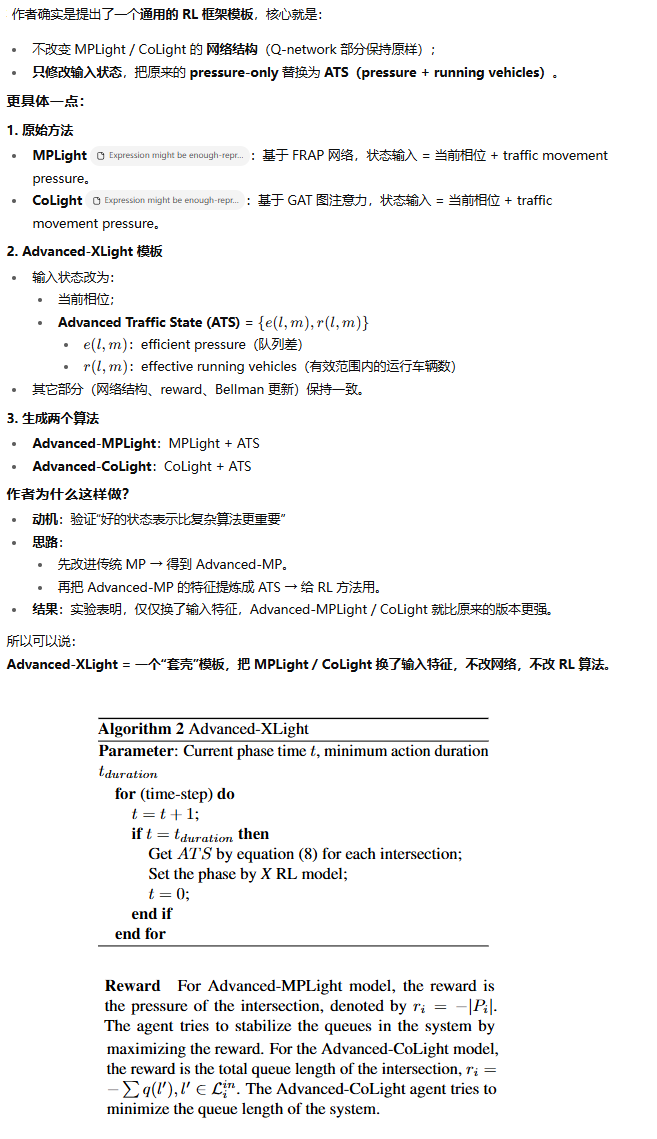 作者确实是提出了一个通用的 RL 框架模板，核心就是：
不改变 MPLight / CoLight 的 网络结构（Q-network 部分保持原样）;
只修改输入状态，把原来的 pressure-only 替换为 ATS（pressure + running vehicles）。
更具体一点：
1. 原始方法
MPLight Expression might be enough-repr... ：基于 FRAP 网络，状态输入 = 当前相位 + traffic movement
pressure。
CoLight Expression might be enough-repr... ：基于 GAT 图注意力，状态输入 = 当前相位 + traffic
movement pressure。
2. Advanced-XLight 模板
输入状态改为：
当前相位;
Advanced Traffic State (ATS) = {e(l, m), r(l, m)}
e(l, m)：efficient pressure（队列差）
r(l, m)：effective running vehicles（有效范围内的运行车辆数）
其它部分（网络结构、reward、Bellman 更新）保持一致。
3. 生成两个算法
Advanced-MPLight：MPLight + ATS
Advanced-CoLight：CoLight + ATS
作者为什么这样做？
动机：验证“好的状态表示比复杂算法更重要”
思路：
先改进传统 MP → 得到 Advanced-MP。
再把 Advanced-MP 的特征提炼成 ATS → 给 RL 方法用。
结果：实验表明，仅仅换了输入特征，Advanced-MPLight / CoLight 就比原来的版本更强。
所以可以说：
Advanced-XLight = 一个“套壳”模板，把 MPLight / CoLight 换了输入特征，不改网络，不改 RL 算法。
Algorithm 2 Advanced-XLight
Parameter: Current phase time t, minimum action duration
t_duration
for (time-step) do
t = t + 1;
if t = t_duration then
Get ATS by equation (8) for each intersection;
Set the phase by X RL model;
t = 0;
end if
end for
Reward For Advanced-MPLight model, the reward is
the pressure of the intersection, denoted by r_i = −|P_i|.
The agent tries to stabilize the queues in the system by
maximizing the reward. For the Advanced-CoLight model,
the reward is the total queue length of the intersection, r_i =
− ∑ q(l′), l′ ∈ L_i^in. The Advanced-CoLight agent tries to
minimize the queue length of the system.